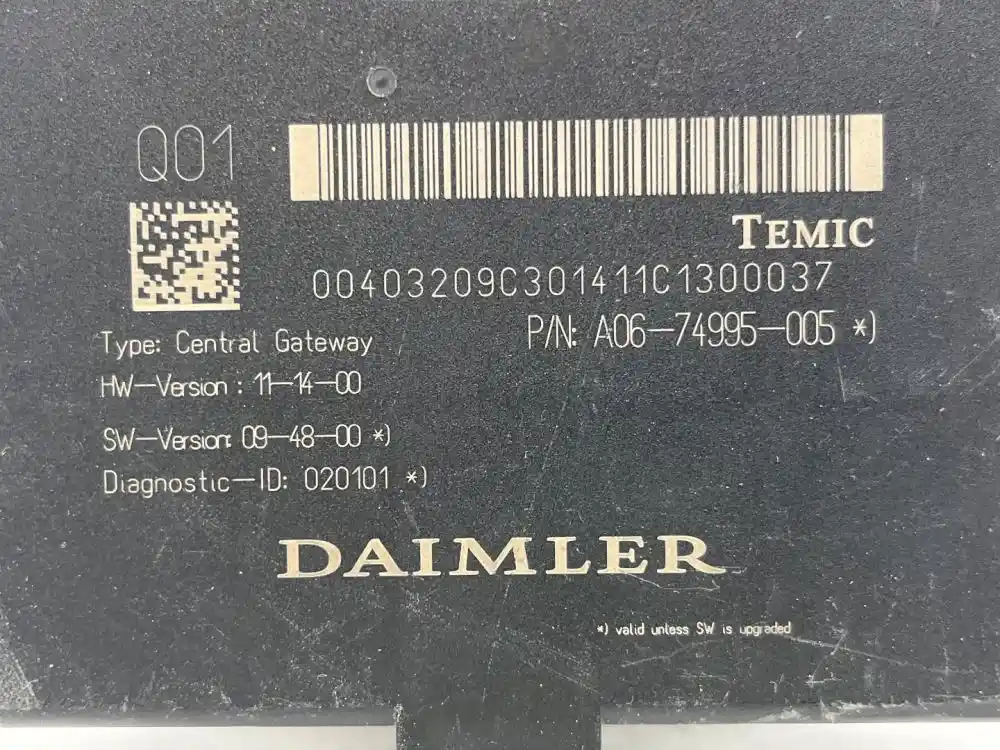 Q01
TEMIC
00403209C301411C1300037
P/N: A06-74995-005 *)
Type: Central Gateway
HW-Version : 11-14-00
SW-Version: 09-48-00 *)
Diagnostic-ID: 020101 *)
DAIMLER
*) valid unless SW is upgraded